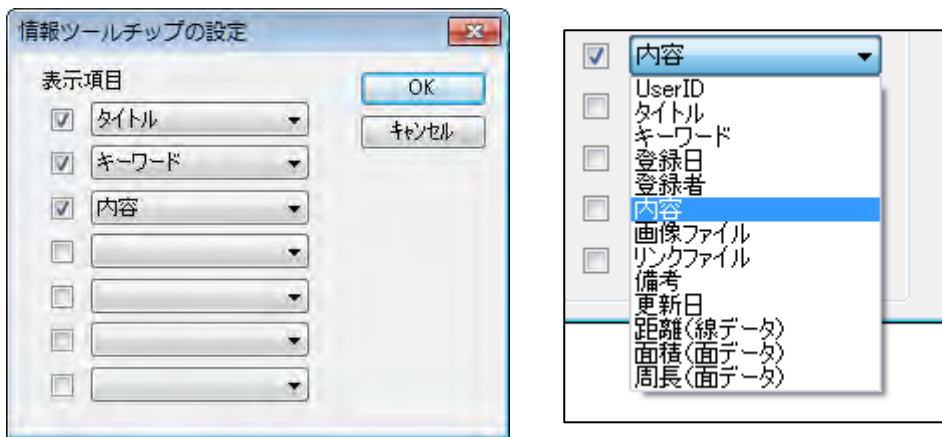 情報ツールチップの設定
表示項目
OK
タイトル
キャンセル
キーワード
内容
内容
UserID
タイトル
キーワード
登録日
登録者
内容
画像ファイル
リンクファイル
備考
更新日
距離(線データ)
面積(面データ)
周長(面データ)